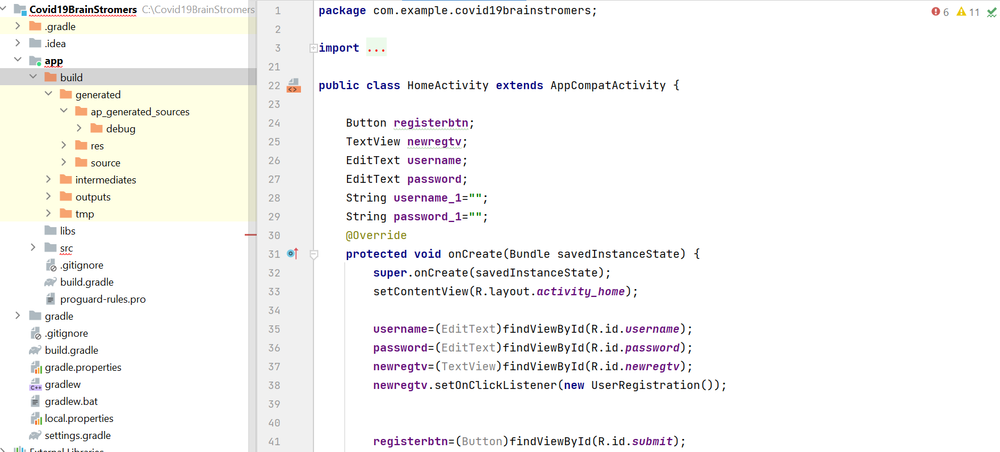 Covid19BrainStromers C:\Covid19BrainStromers
.gradle
.idea
app
build
generated
ap_generated_sources
debug
res
source
intermediates
outputs
tmp
libs
src
.gitignore
build.gradle
proguard-rules.pro
gradle
.gitignore
build.gradle
gradle.properties
C++ gradlew
gradlew.bat
local.properties
settings.gradle
External Libraries
6 11
1 package com.example.covid19brainstromers;
2
3 import ...
21
22 public class HomeActivity extends AppCompatActivity {
23
24 Button registerbtn;
25 TextView newregtv;
26 EditText username;
27 EditText password;
28 String username_1="";
29 String password_1="";
30 @Override
31 protected void onCreate(Bundle savedInstanceState) {
32 super.onCreate(savedInstanceState);
33 setContentView(R.layout.activity_home);
34
35 username=(EditText)findViewById(R.id.username);
36 password=(EditText)findViewById(R.id.password);
37 newregtv=(TextView)findViewById(R.id.newregtv);
38 newregtv.setOnClickListener(new UserRegistration());
39
40
41 registerbtn=(Button)findViewById(R.id.submit);